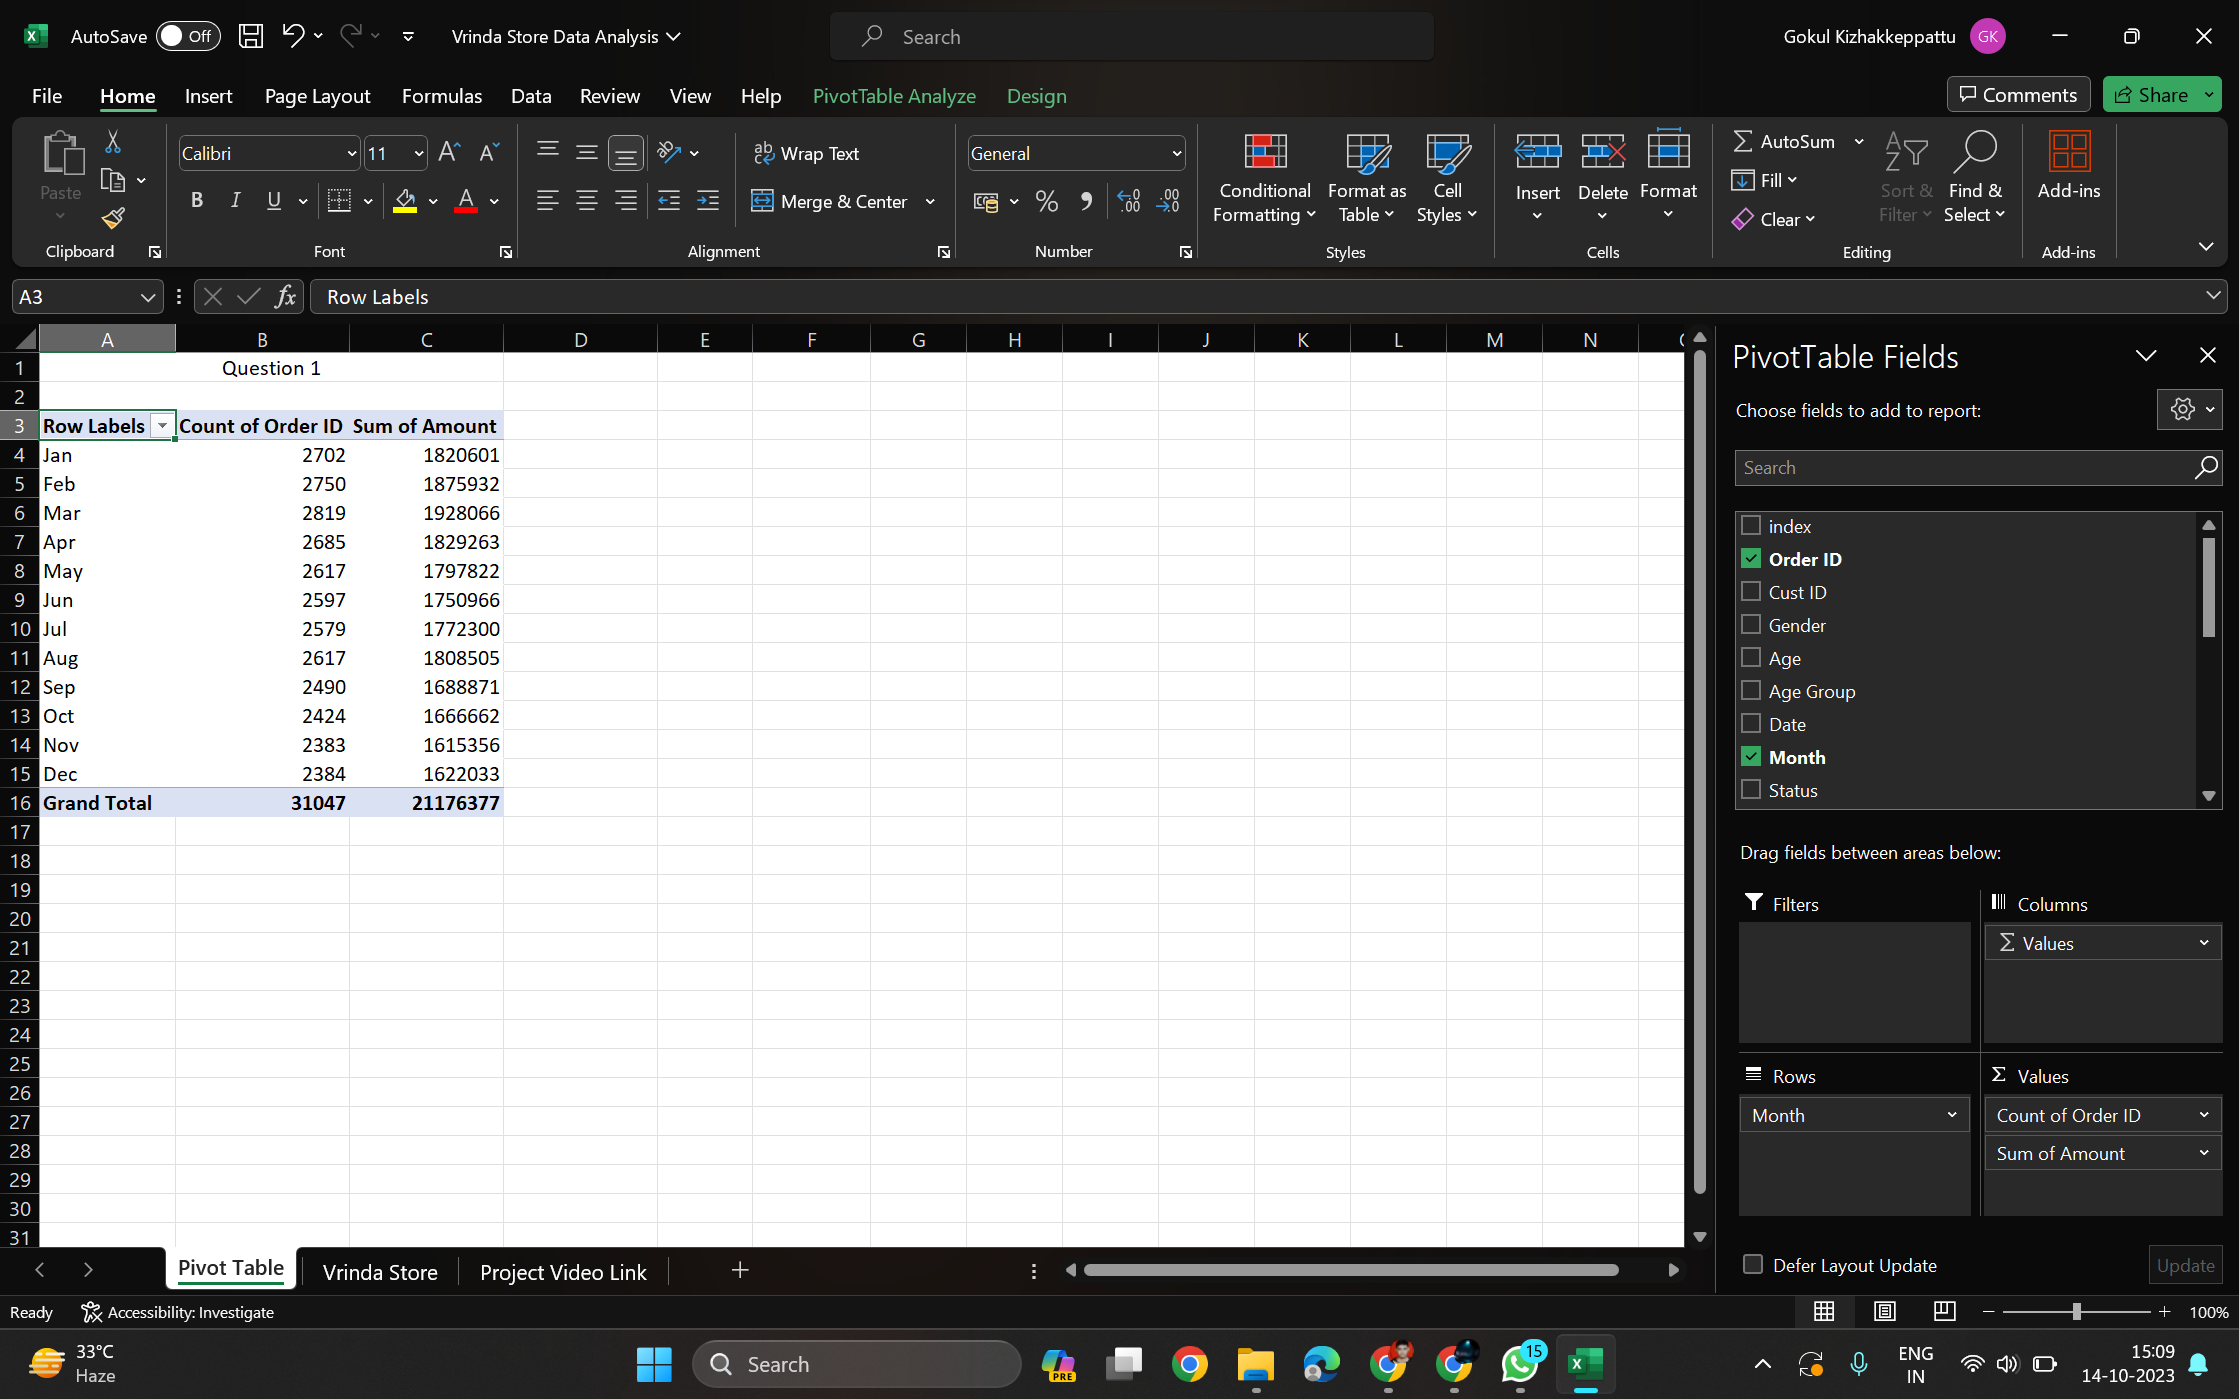 AutoSave Off Vrinda Store Data Analysis Search Gokul Kizhakkeppattu GK
File Home Insert Page Layout Formulas Data Review View Help PivotTable Analyze Design Comments Share
Paste
Clipboard
Calibri 11
B I U A
Font
Wrap Text
Merge & Center
Alignment
General
Number
Conditional Formatting
Format as Table
Cell Styles
Styles
Insert Delete Format
Cells
AutoSum
Fill
Clear
Sort & Filter
Find & Select
Editing
Add-ins
Add-ins
A3 fx Row Labels
A B C D E F G H I J K L M N
1 Question 1
2
3 Row Labels Count of Order ID Sum of Amount
4 Jan 2702 1820601
5 Feb 2750 1875932
6 Mar 2819 1928066
7 Apr 2685 1829263
8 May 2617 1797822
9 Jun 2597 1750966
10 Jul 2579 1772300
11 Aug 2617 1808505
12 Sep 2490 1688871
13 Oct 2424 1666662
14 Nov 2383 1615356
15 Dec 2384 1622033
16 Grand Total 31047 21176377
17
18
19
20
21
22
23
24
25
26
27
28
29
30
31
PivotTable Fields
Choose fields to add to report:
Search
index
Order ID
Cust ID
Gender
Age
Age Group
Date
Month
Status
Drag fields between areas below:
Filters
Columns
Σ Values
Rows
Month
Σ Values
Count of Order ID
Sum of Amount
Defer Layout Update Update
Pivot Table Vrinda Store Project Video Link
Ready Accessibility: Investigate 100%
33°C
Haze
Search
PRE
15
ENG
IN
15:09
14-10-2023